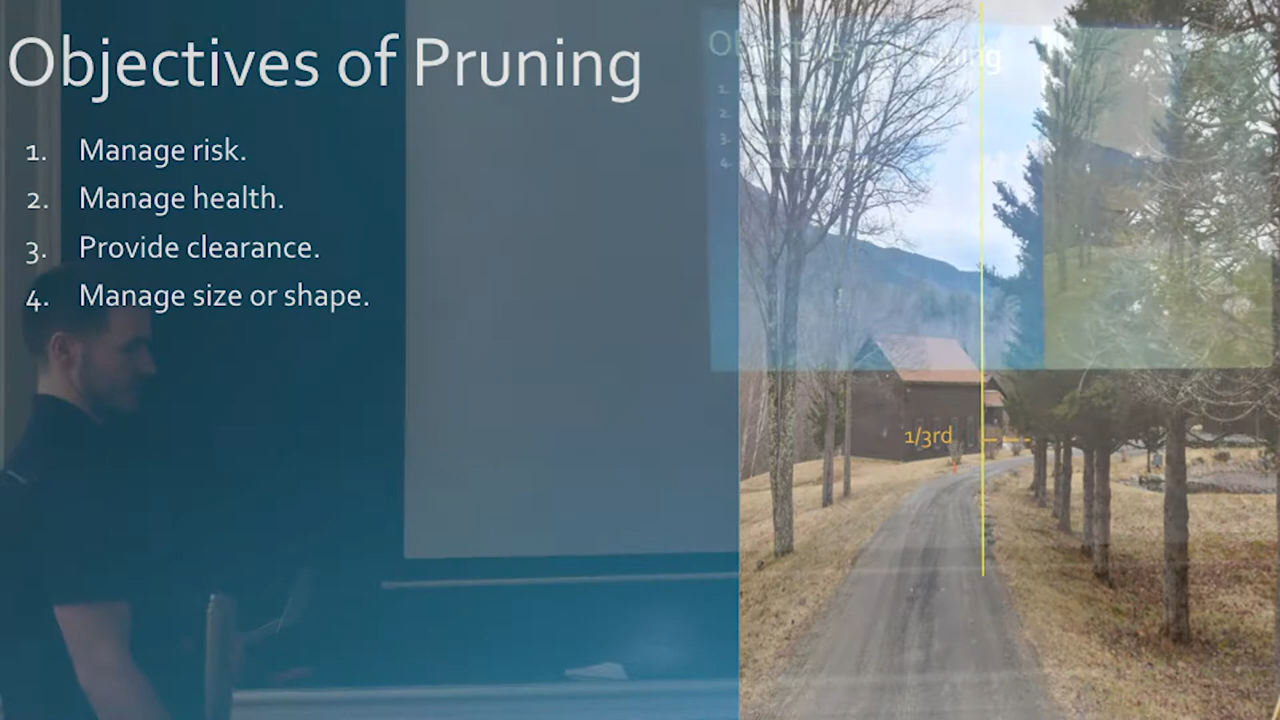 Objectives of Pruning
1. Manage risk.
2. Manage health.
3. Provide clearance.
4. Manage size or shape.
1/3rd